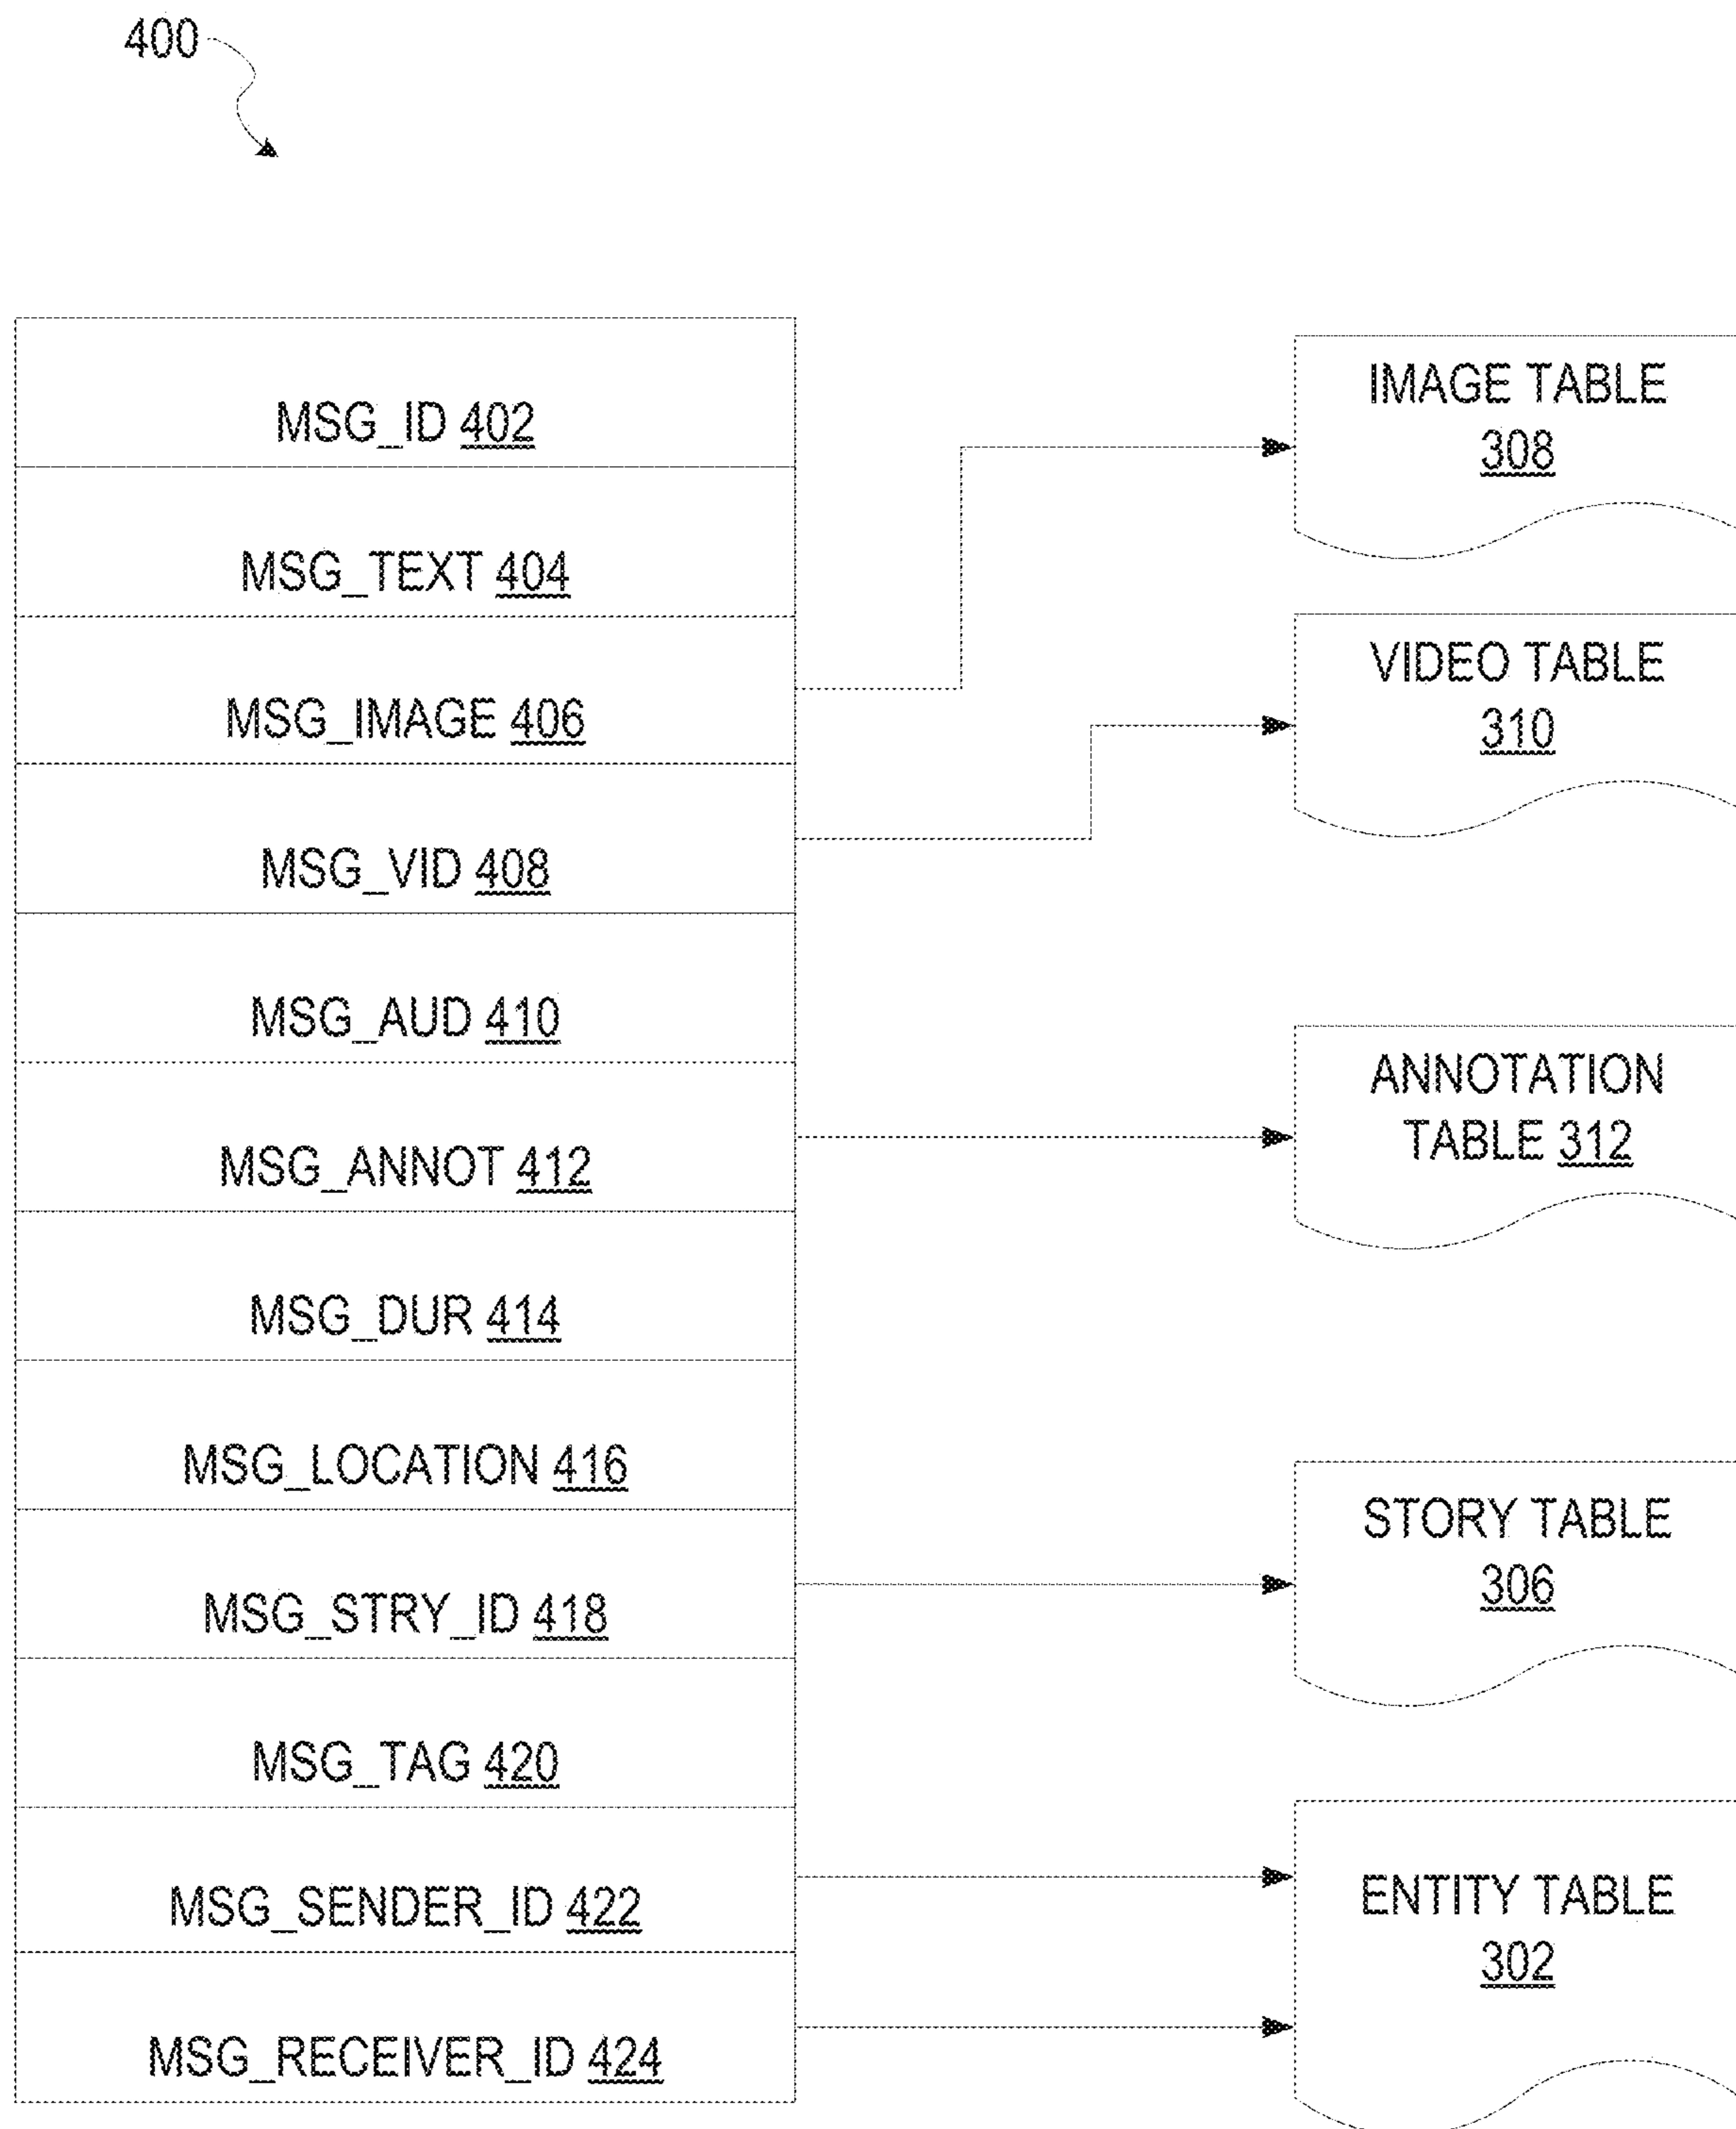 400
MSG_ID 402
MSG_TEXT 404
MSG_IMAGE 406
MSG_VID 408
MSG_AUD 410
MSG_ANNOT 412
MSG_DUR 414
MSG_LOCATION 416
MSG_STRY_ID 418
MSG_TAG 420
MSG_SENDER_ID 422
MSG_RECEIVER_ID 424
IMAGE TABLE
308
VIDEO TABLE
310
ANNOTATION
TABLE 312
STORY TABLE
306
ENTITY TABLE
302